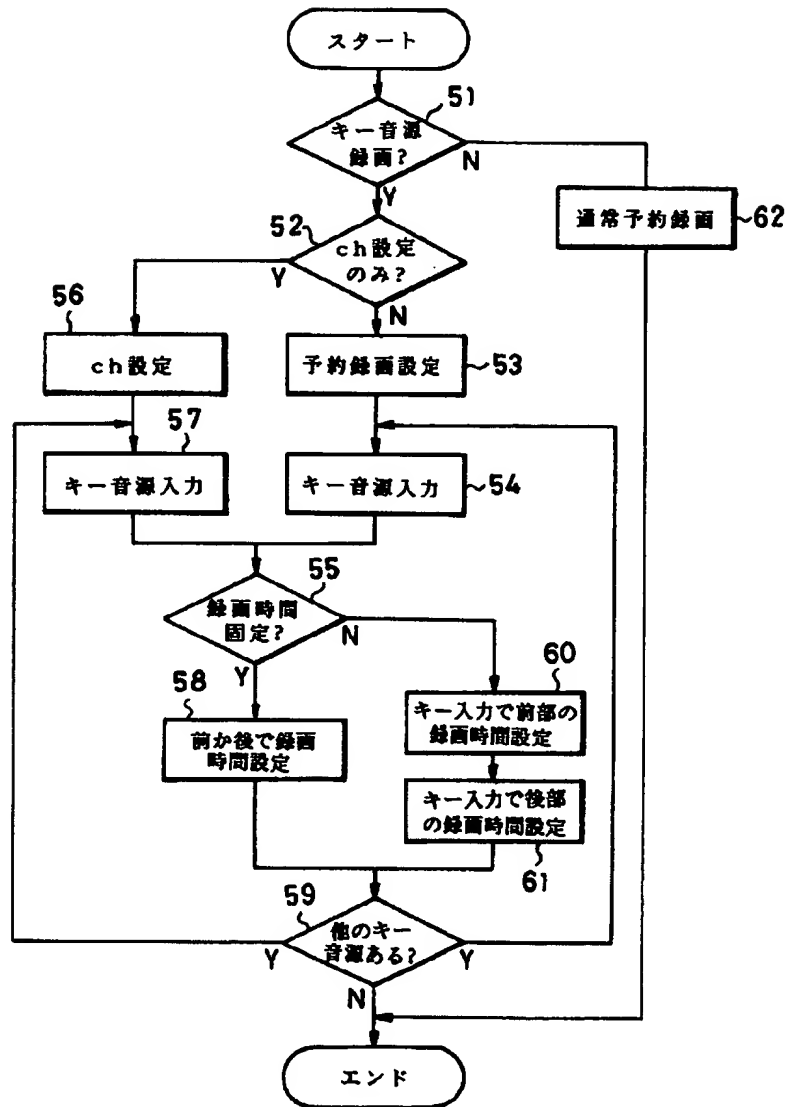 スタート
51
キー音源
録画?
N
Y
52
ch設定
のみ?
Y
N
通常予約録画
62
56
ch設定
予約録画設定
53
57
キー音源入力
キー音源入力
54
55
録画時間
固定?
N
Y
58
前か後で録画
時間設定
60
キー入力で前部の
録画時間設定
キー入力で後部
の録画時間設定
61
59
他のキー
音源ある?
Y
Y
N
エンド